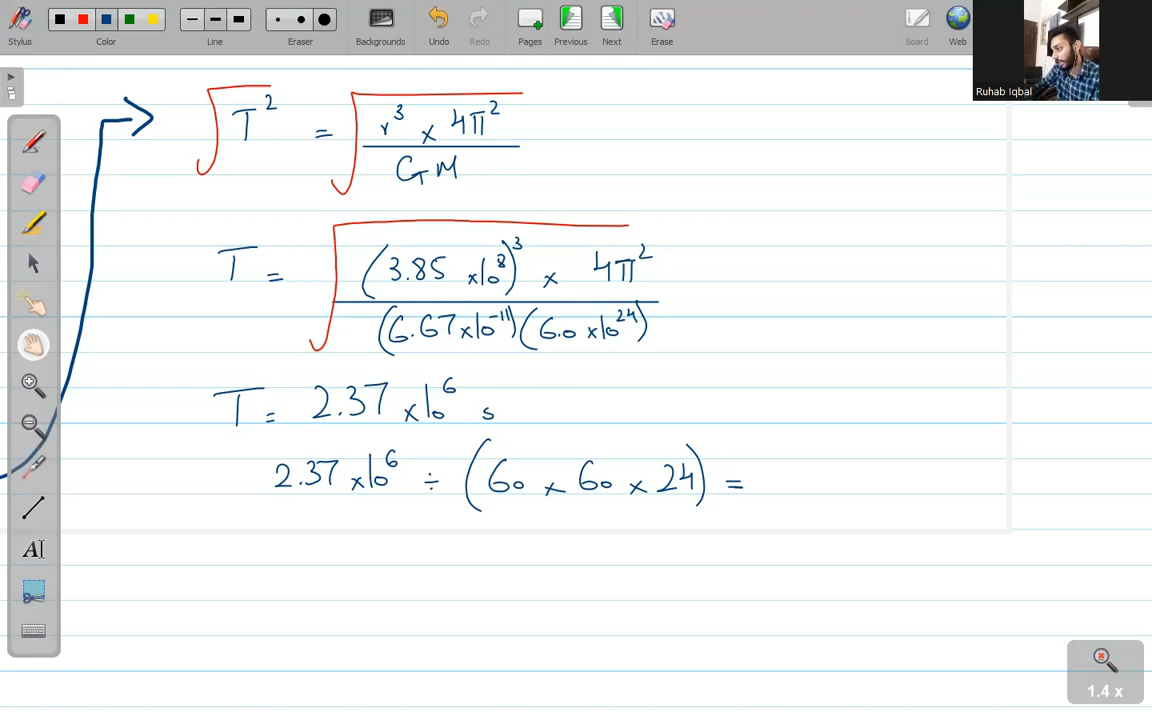 Stylus Color Line Eraser Backgrounds Undo Redo Pages Previous Next Erase Board Web
Ruhab Iqbal
√T² = √(r³ × 4π² / GM)
T = √((3.85 ×10⁸)³ × 4π² / (6.67×10⁻¹¹)(6.0 ×10²⁴))
T = 2.37 ×10⁶ s
2.37 ×10⁶ ÷ (60 × 60 × 24) =
AI
1.4 x